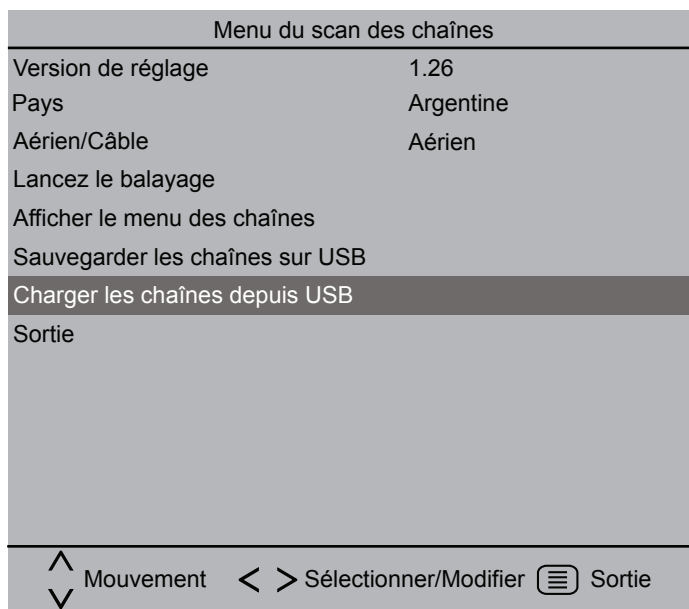 Menu du scan des chaînes
Version de réglage 1.26
Pays Argentine
Aérien/Câble Aérien
Lancez le balayage
Afficher le menu des chaînes
Sauvegarder les chaînes sur USB
Charger les chaînes depuis USB
Sortie
Mouvement < > Sélectionner/Modifier Sortie